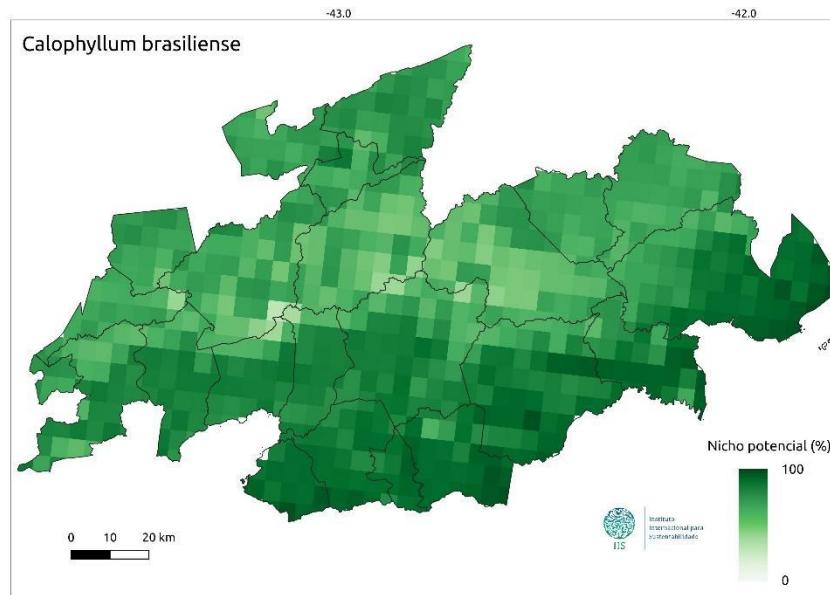 -43.0
-42.0
Calophyllum brasiliense
Nicho potencial (%)
100
0
Instituto
Internacional para
Sustentabilidade
IIS
0 10 20 km